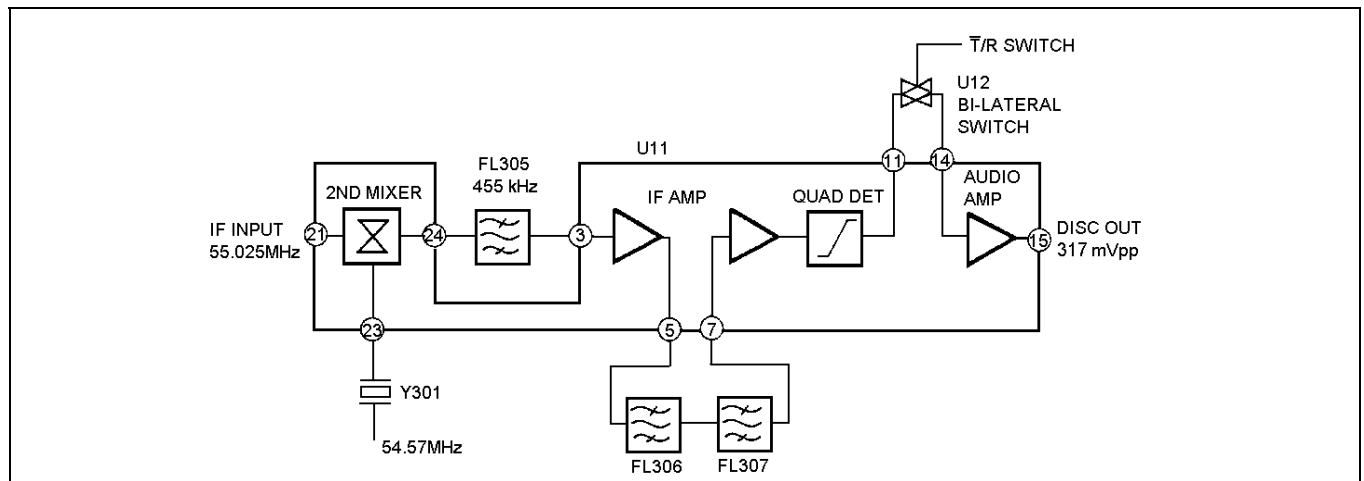 T̅/R SWITCH
U12
BI-LATERAL
SWITCH
U11
11
14
FL305
455 kHz
2ND MIXER
IF AMP
QUAD DET
AUDIO
AMP
IF INPUT
55.025MHz
21
24
3
15
DISC OUT
317 mVpp
23
5
7
Y301
54.57MHz
FL306
FL307